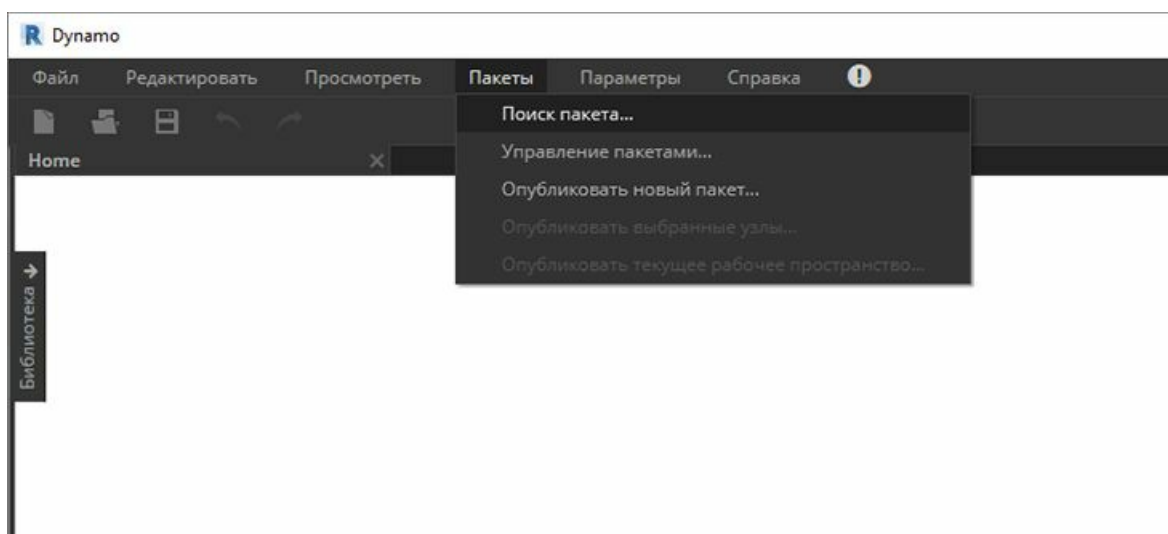 Dynamo
Файл Редактировать Просмотреть Пакеты Параметры Справка
Поиск пакета...
Управление пакетами...
Home
Опубликовать новый пакет...
Опубликовать выбранные узлы...
Опубликовать текущее рабочее пространство...
Библиотека